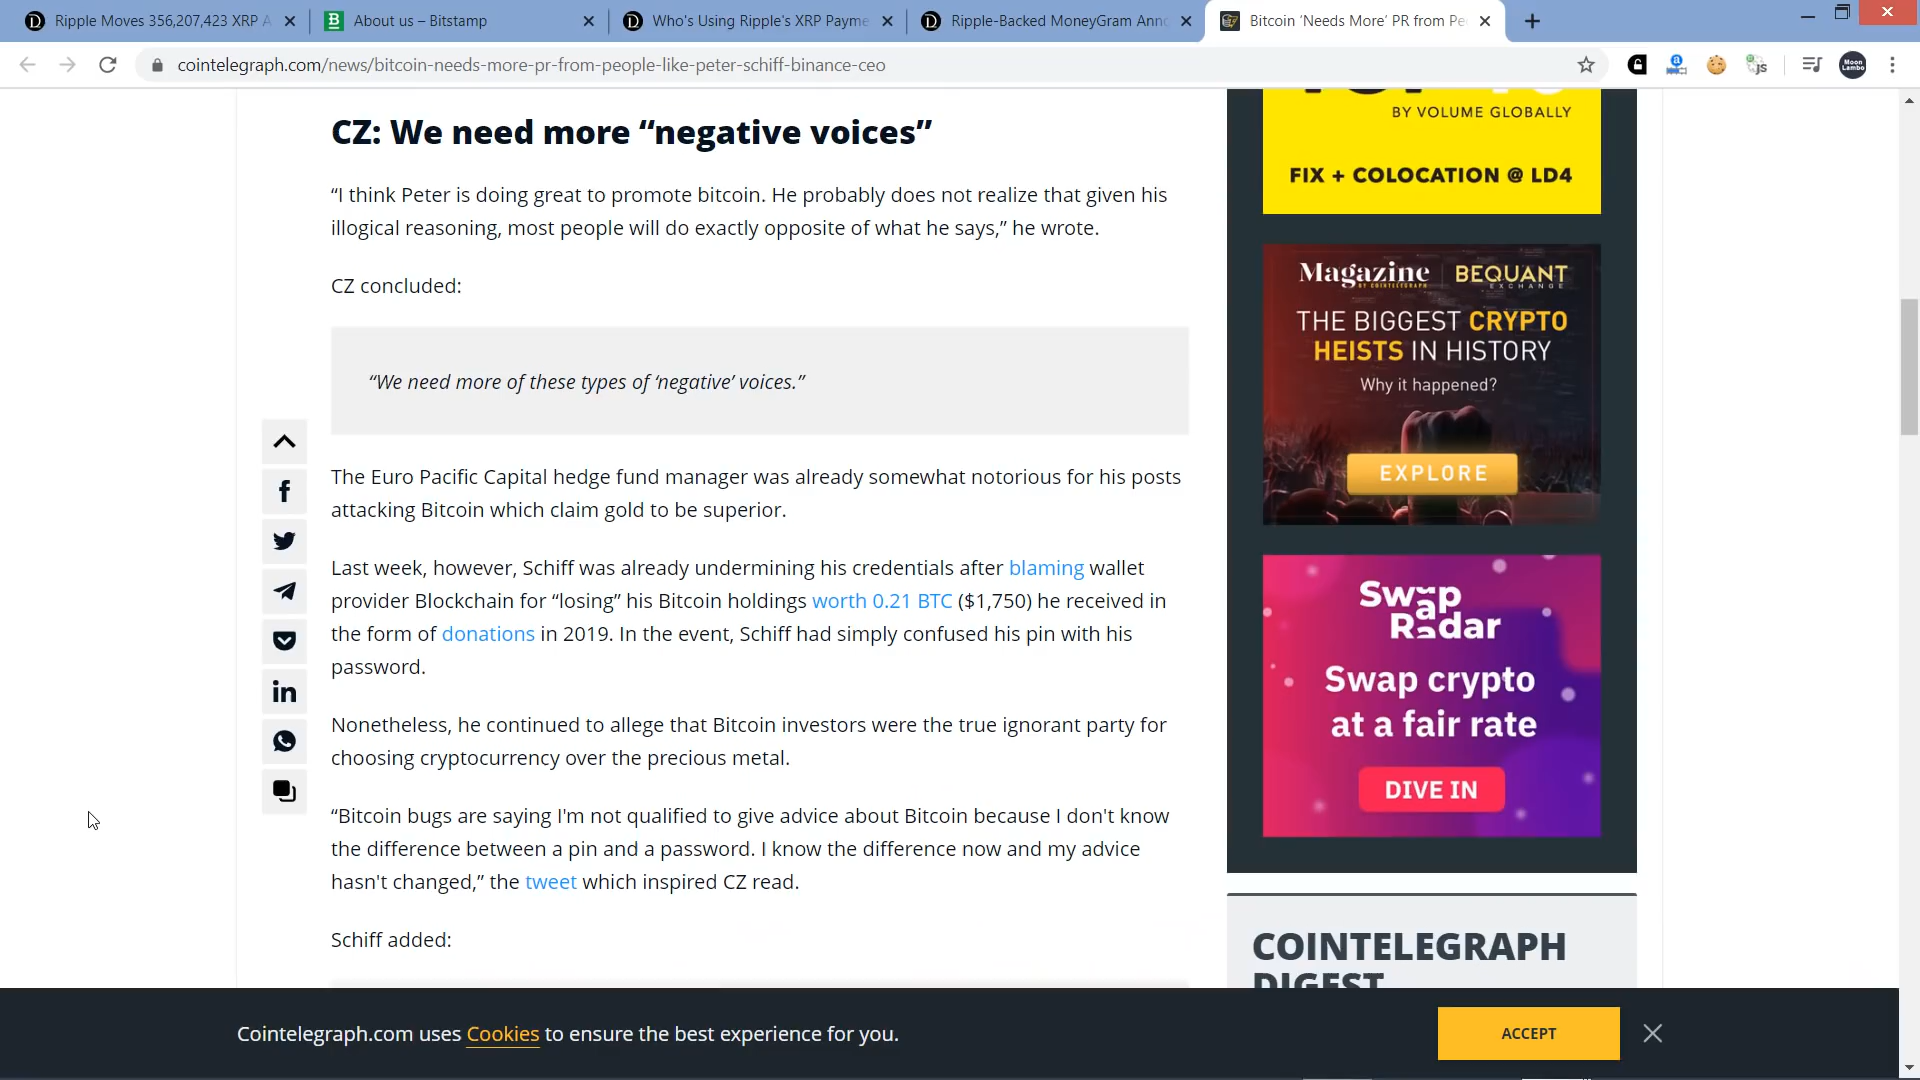 Ripple Moves 356,207,423 XRP A
About us – Bitstamp
Who's Using Ripple's XRP Payme
Ripple-Backed MoneyGram Anno
Bitcoin ‘Needs More’ PR from Pe
cointelegraph.com/news/bitcoin-needs-more-pr-from-people-like-peter-schiff-binance-ceo
js
Moon
Lambo
CZ: We need more “negative voices”
“I think Peter is doing great to promote bitcoin. He probably does not realize that given his
illogical reasoning, most people will do exactly opposite of what he says,” he wrote.
CZ concluded:
“We need more of these types of ‘negative’ voices.”
The Euro Pacific Capital hedge fund manager was already somewhat notorious for his posts
attacking Bitcoin which claim gold to be superior.
Last week, however, Schiff was already undermining his credentials after blaming wallet
provider Blockchain for “losing” his Bitcoin holdings worth 0.21 BTC ($1,750) he received in
the form of donations in 2019. In the event, Schiff had simply confused his pin with his
password.
Nonetheless, he continued to allege that Bitcoin investors were the true ignorant party for
choosing cryptocurrency over the precious metal.
“Bitcoin bugs are saying I'm not qualified to give advice about Bitcoin because I don't know
the difference between a pin and a password. I know the difference now and my advice
hasn't changed,” the tweet which inspired CZ read.
Schiff added:
BY VOLUME GLOBALLY
FIX + COLOCATION @ LD4
Magazine BEQUANT
BY COINTELEGRAPH EXCHANGE
THE BIGGEST CRYPTO
HEISTS IN HISTORY
Why it happened?
EXPLORE
Swap
Radar
Swap crypto
at a fair rate
DIVE IN
COINTELEGRAPH
DIGEST
Cointelegraph.com uses Cookies to ensure the best experience for you.
ACCEPT